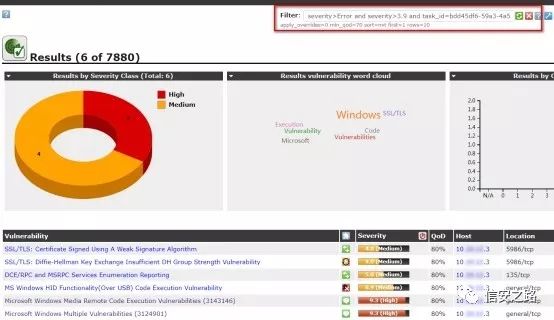 Filter: severity>Error and severity>3.9 and task_id=bdd45df6-59a3-4a5
apply_overrides=0 min_qod=70 sort=nvt first=1 rows=10
Results (6 of 7880)
Results by Severity Class (Total: 6)
High
Medium
4
Results vulnerability word cloud
Windows SSL/TLS
Execution
Vulnerability Code
Microsoft Vulnerabilities
Results by C
2.0
1.8
1.6
1.4
1.2
1.0
0.8
0.6
0.4
0.2
0.0
N/A 0 1 2 3 4
Vulnerability Severity QoD Host Location
SSL/TLS: Certificate Signed Using A Weak Signature Algorithm 4.0 (Medium) 80% 10 .3 5986/tcp
SSL/TLS: Diffie-Hellman Key Exchange Insufficient DH Group Strength Vulnerability 4.0 (Medium) 80% 10 .3 5986/tcp
DCE/RPC and MSRPC Services Enumeration Reporting 5.0 (Medium) 80% 10 .3 135/tcp
MS Windows HID Functionality(Over USB) Code Execution Vulnerability 6.9 (Medium) 80% 10 .3 general/tcp
Microsoft Windows Media Remote Code Execution Vulnerabilities (3143146) 9.3 (High) 80% 10 .3
Microsoft Windows Multiple Vulnerabilities (3124901) 9.3 (High) 80% 10 .3 general/tcp
信安之路